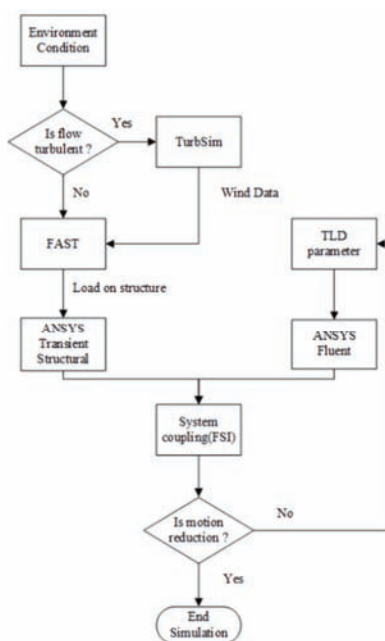 Environment
Condition
Is flow
turbulent ?
Yes
TurbSim
No
Wind Data
FAST
TLD
parameter
Load on structure
ANSYS
Transient
Structural
ANSYS
Fluent
System
coupling(FSI)
Is motion
reduction ?
No
Yes
End
Simulation